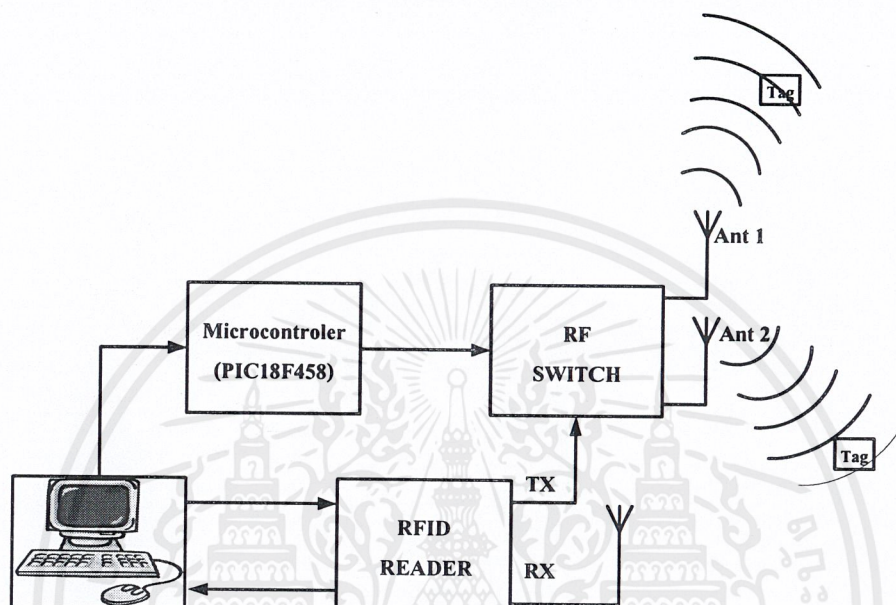 Tag
Ant 1
Microcontroler
(PIC18F458)
RF
SWITCH
Ant 2
Tag
TX
RFID
READER
RX